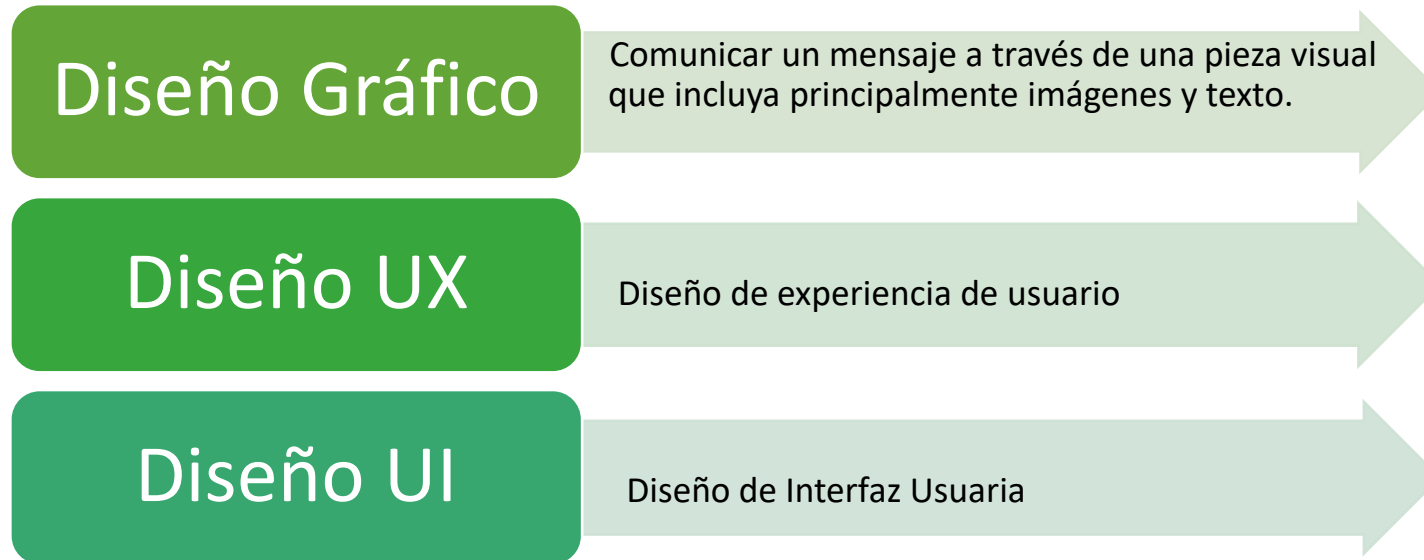 Diseño Gráfico
Comunicar un mensaje a través de una pieza visual
que incluya principalmente imágenes y texto.
Diseño UX
Diseño de experiencia de usuario
Diseño UI
Diseño de Interfaz Usuaria